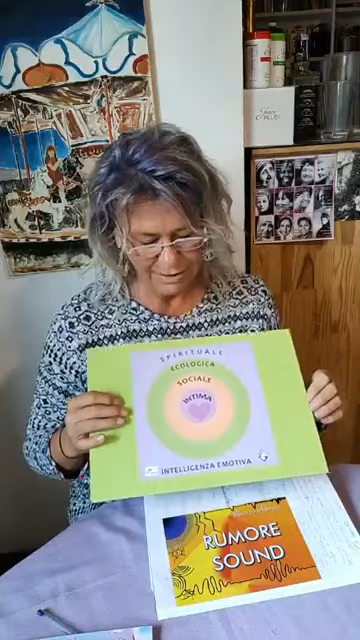 SPIRITUALE
ECOLOGICA
SOCIALE
INTIMA
INTELLIGENZA EMOTIVA
RUMORE
SOUND